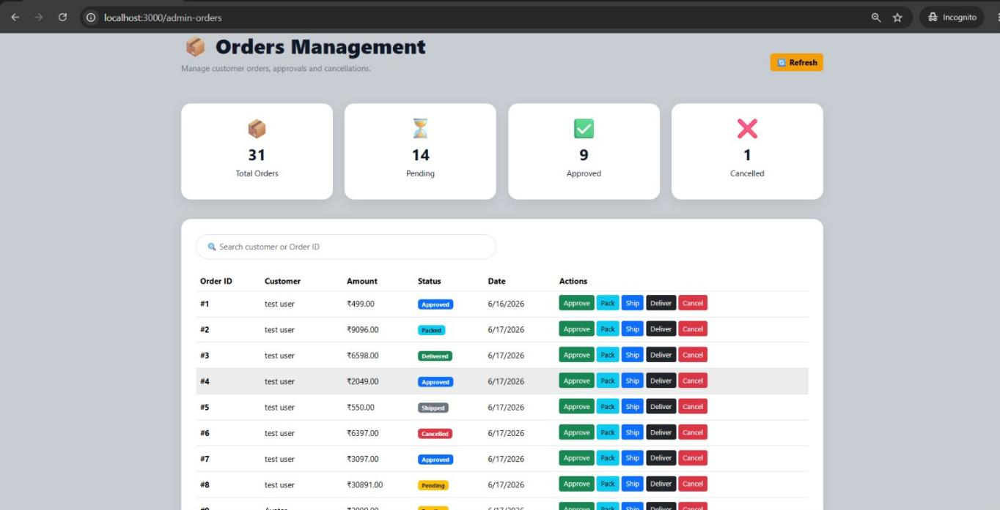 localhost:3000/admin-orders
Incognito
Orders Management
Manage customer orders, approvals and cancellations.
Refresh
31
Total Orders
14
Pending
9
Approved
1
Cancelled
Search customer or Order ID
Order ID Customer Amount Status Date Actions
#1 test user ₹499.00 Approved 6/16/2026 Approve Pack Ship Deliver Cancel
#2 test user ₹9096.00 Packed 6/17/2026 Approve Pack Ship Deliver Cancel
#3 test user ₹6598.00 Delivered 6/17/2026 Approve Pack Ship Deliver Cancel
#4 test user ₹2049.00 Approved 6/17/2026 Approve Pack Ship Deliver Cancel
#5 test user ₹550.00 Shipped 6/17/2026 Approve Pack Ship Deliver Cancel
#6 test user ₹6397.00 Cancelled 6/17/2026 Approve Pack Ship Deliver Cancel
#7 test user ₹3097.00 Approved 6/17/2026 Approve Pack Ship Deliver Cancel
#8 test user ₹30891.00 Pending 6/17/2026 Approve Pack Ship Deliver Cancel
Approve Pack Ship Deliver Cancel